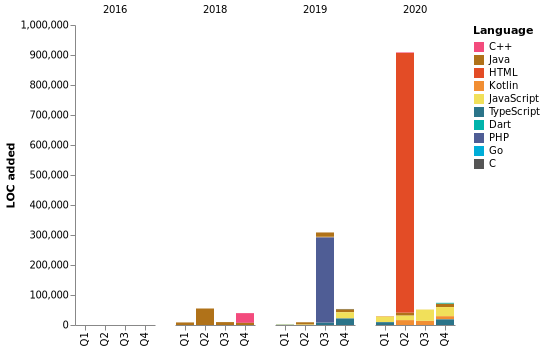 2016 2018 2019 2020
1,000,000
900,000
800,000
700,000
600,000
500,000
400,000
300,000
200,000
100,000
0
LOC added
Q1 Q2 Q3 Q4 Q1 Q2 Q3 Q4 Q1 Q2 Q3 Q4 Q1 Q2 Q3 Q4
Language
C++
Java
HTML
Kotlin
JavaScript
TypeScript
Dart
PHP
Go
C